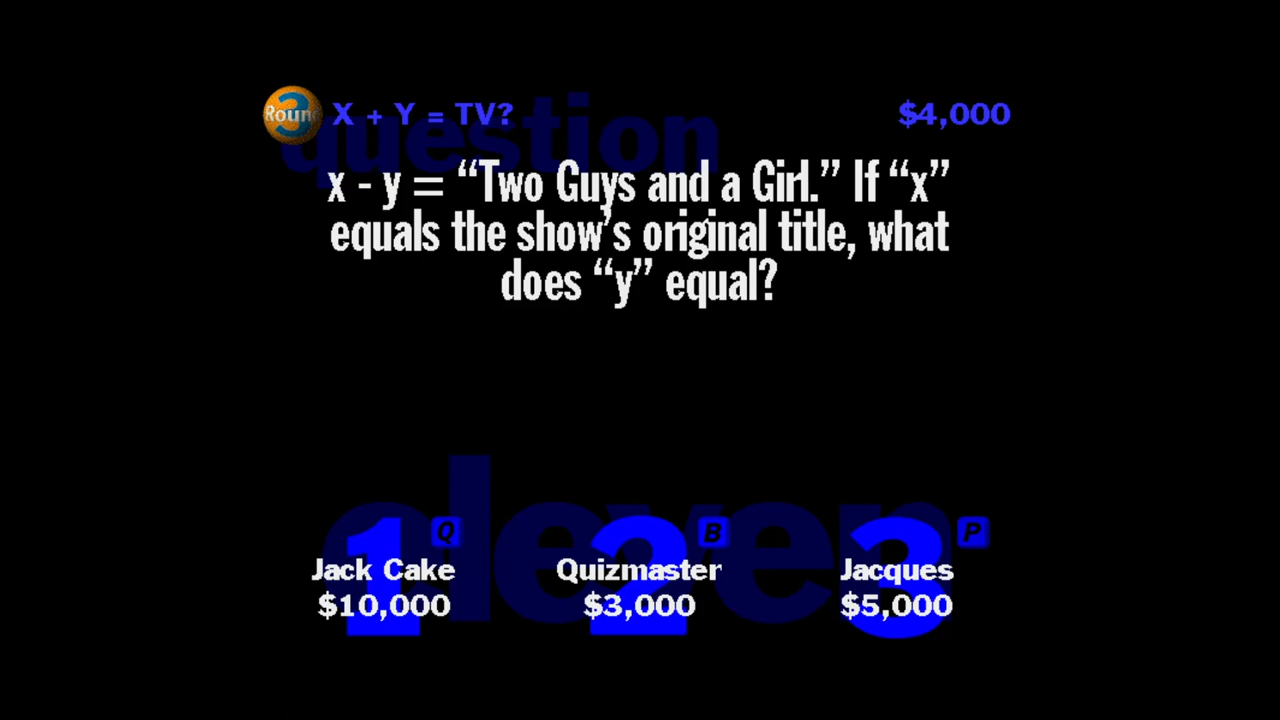 question
Round 3 X + Y = TV? $4,000
x - y = “Two Guys and a Girl.” If “x”
equals the show’s original title, what
does “y” equal?
eleven
1 Q 2 B 3 P
Jack Cake Quizmaster Jacques
$10,000 $3,000 $5,000